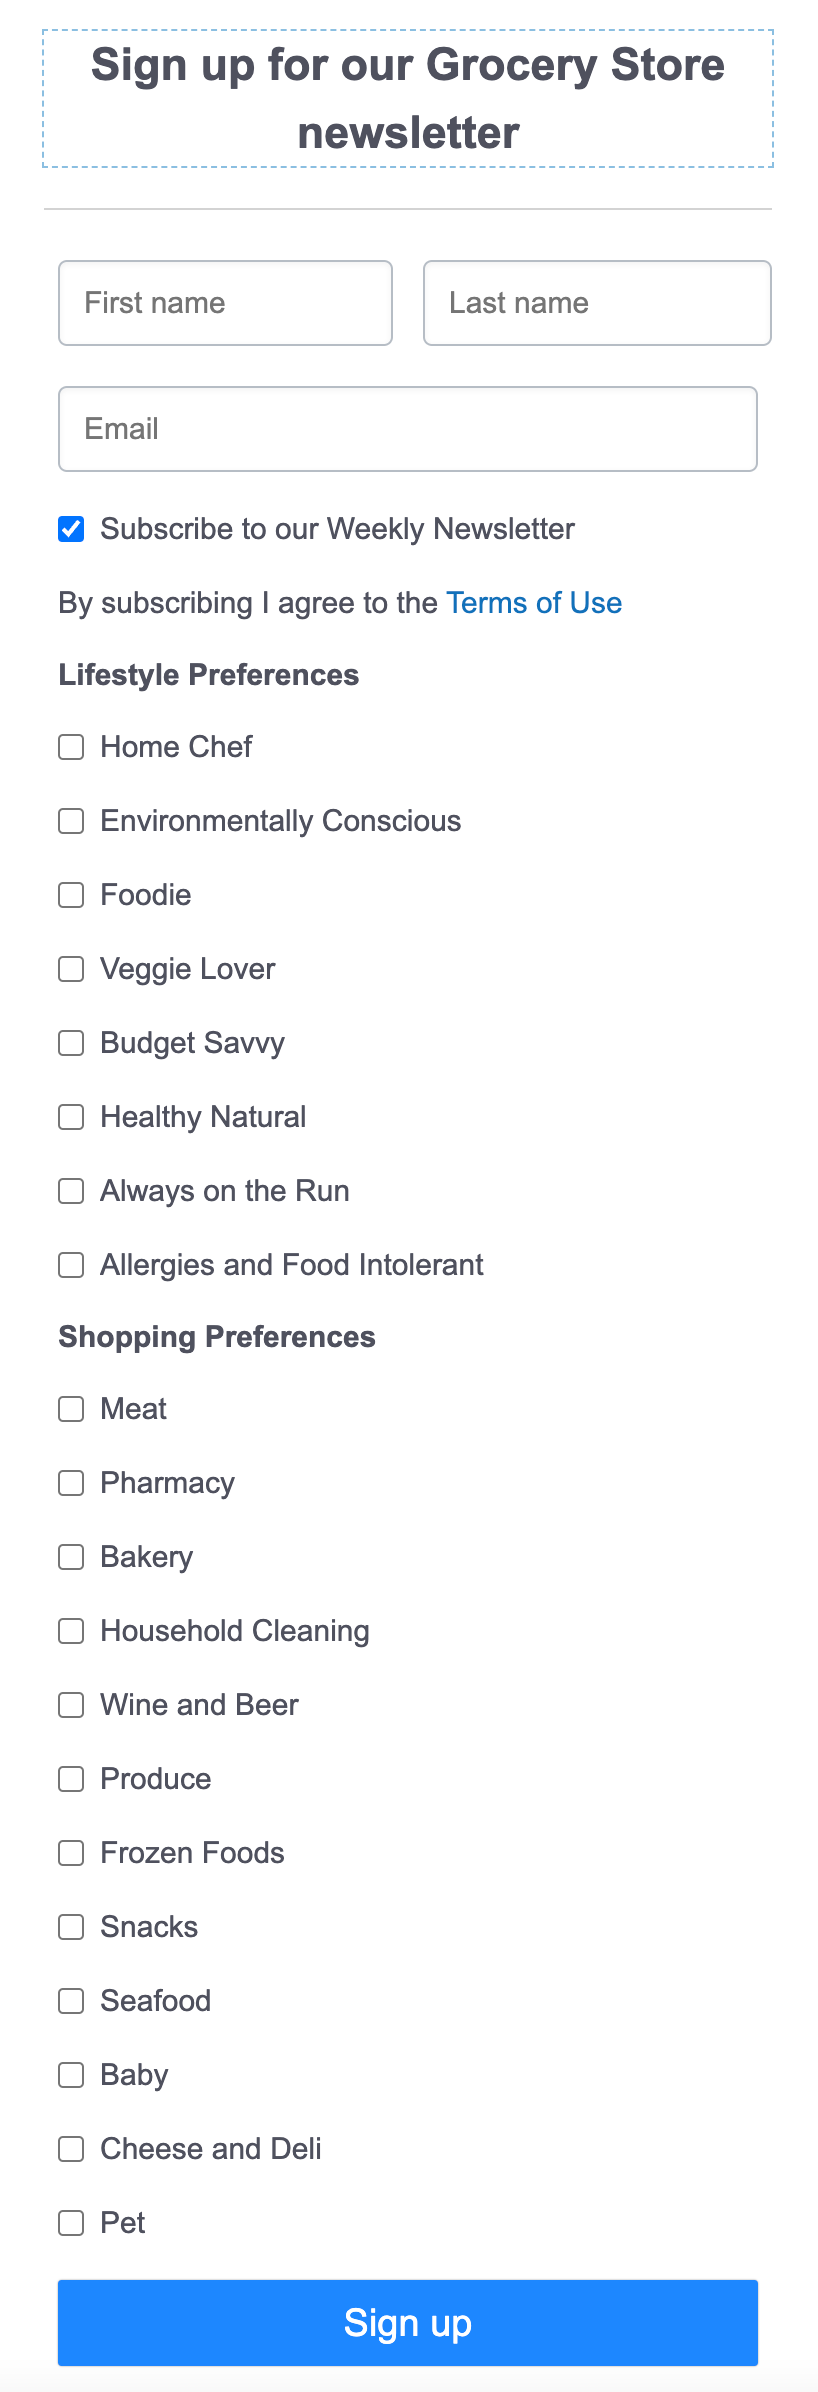 Sign up for our Grocery Store
newsletter
First name
Last name
Email
Subscribe to our Weekly Newsletter
By subscribing I agree to the Terms of Use
Lifestyle Preferences
Home Chef
Environmentally Conscious
Foodie
Veggie Lover
Budget Savvy
Healthy Natural
Always on the Run
Allergies and Food Intolerant
Shopping Preferences
Meat
Pharmacy
Bakery
Household Cleaning
Wine and Beer
Produce
Frozen Foods
Snacks
Seafood
Baby
Cheese and Deli
Pet
Sign up